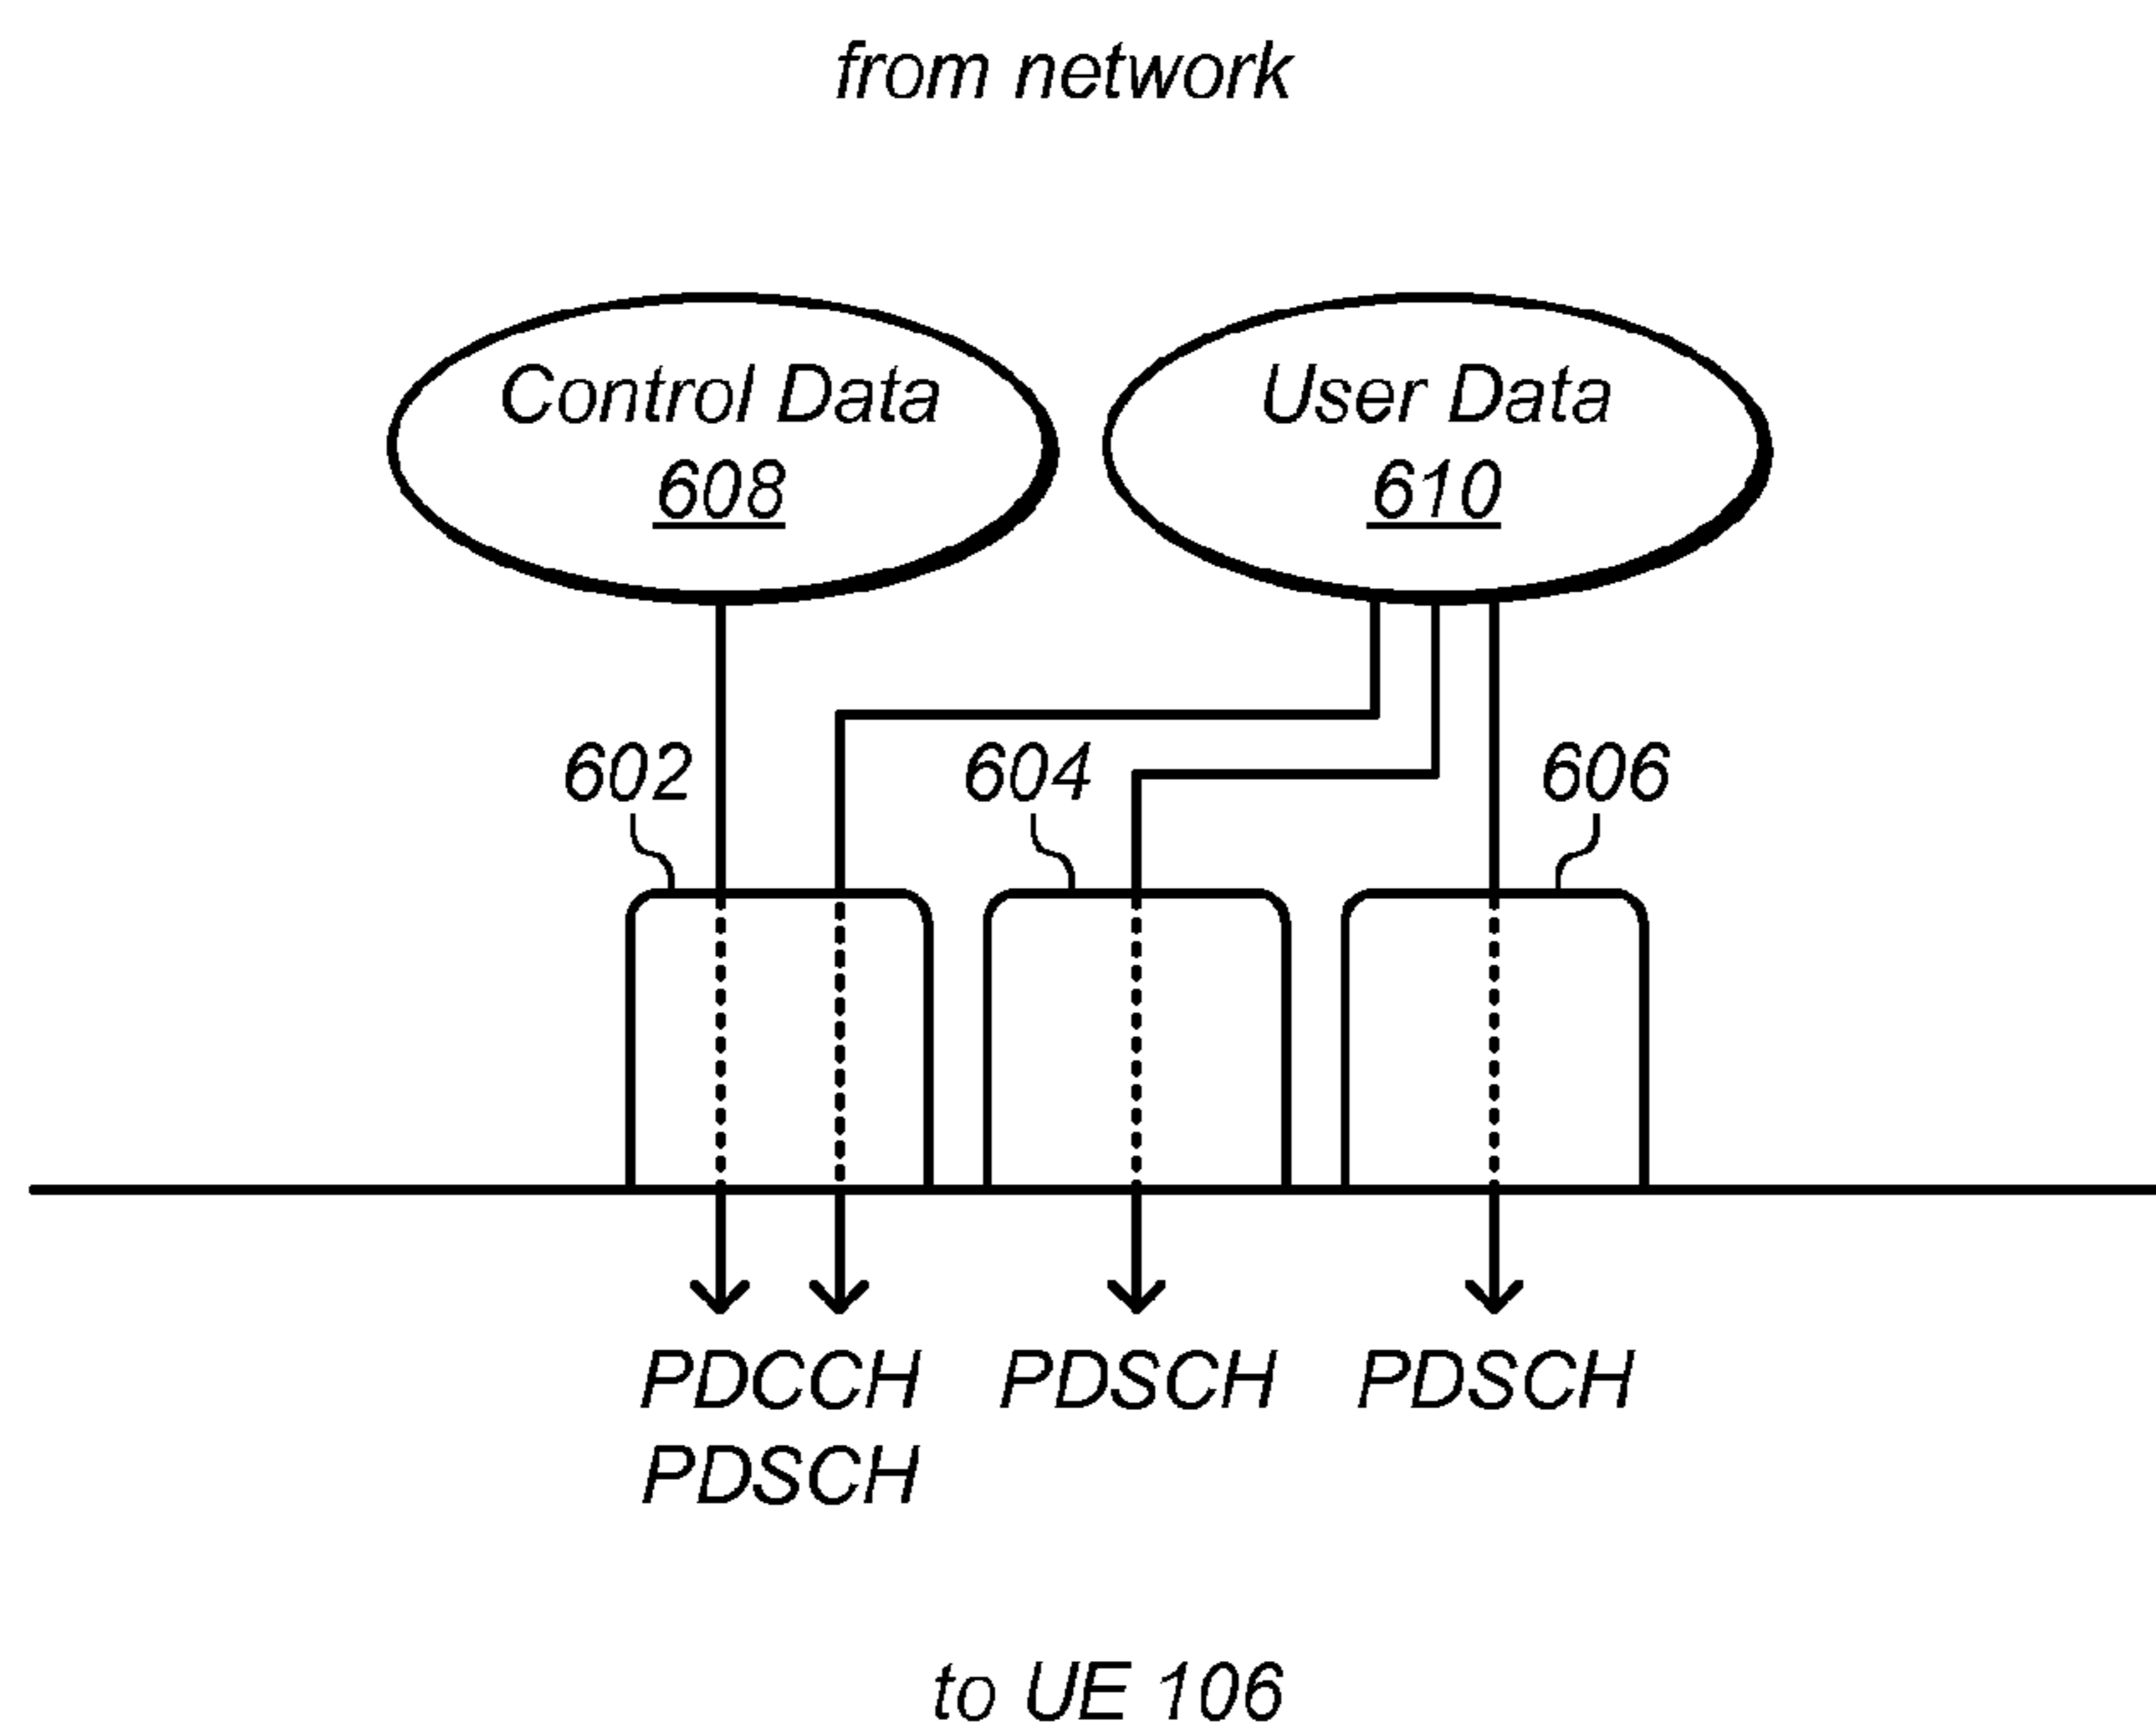 from network
Control Data
608
User Data
610
602
604
606
PDCCH
PDSCH
PDSCH
PDSCH
to UE 106